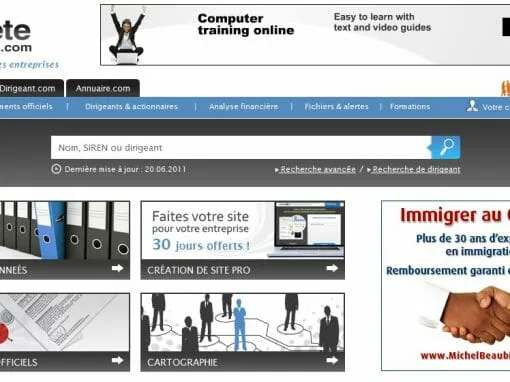 ete
.com
es entreprises
Computer
training online
Easy to learn with
text and video guides
Dirigeant.com
Annuaire.com
ments officiels | Dirigeants & actionnaires | Analyse financière | Fichiers & alertes | Formations
Votre c
Nom, SIREN ou dirigeant
Dernière mise à jour : 20.06.2011
Recherche avancée / Recherche de dirigeant
Faites votre site
pour votre entreprise
30 jours offerts !
NNEÉS
CRÉATION DE SITE PRO
OFFICIELS
CARTOGRAPHIE
Immigrer au C
Plus de 30 ans d'exp
en immigratio
Remboursement garanti e
www.MichelBeaubi